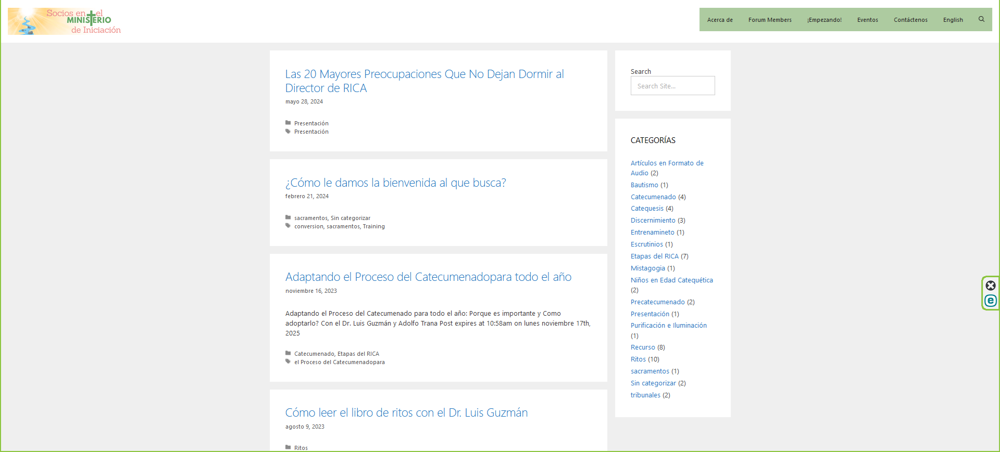 Socios en el
MINISTERIO
de Iniciación
Acerca de
Forum Members
¡Empezando!
Eventos
Contáctenos
English
Las 20 Mayores Preocupaciones Que No Dejan Dormir al
Director de RICA
mayo 28, 2024
Presentación
Presentación
¿Cómo le damos la bienvenida al que busca?
febrero 21, 2024
sacramentos, Sin categorizar
conversion, sacramentos, Training
Adaptando el Proceso del Catecumenadopara todo el año
noviembre 16, 2023
Adaptando el Proceso del Catecumenado para todo el año: Porque es importante y Como
adoptarlo? Con el Dr. Luis Guzmán y Adolfo Trana Post expires at 10:58am on lunes noviembre 17th,
2025
Catecumenado, Etapas del RICA
el Proceso del Catecumenadopara
Cómo leer el libro de ritos con el Dr. Luis Guzmán
agosto 9, 2023
Ritos
Search
Search Site...
CATEGORÍAS
Artículos en Formato de
Audio (2)
Bautismo (1)
Catecumenado (4)
Catequesis (4)
Discernimiento (3)
Entrenamineto (1)
Escrutinios (1)
Etapas del RICA (7)
Mistagogia (1)
Niños en Edad Catequética
(2)
Precatecumenado (2)
Presentación (1)
Purificación e Iluminación
(1)
Recurso (8)
Ritos (10)
sacramentos (1)
Sin categorizar (2)
tribunales (2)
e